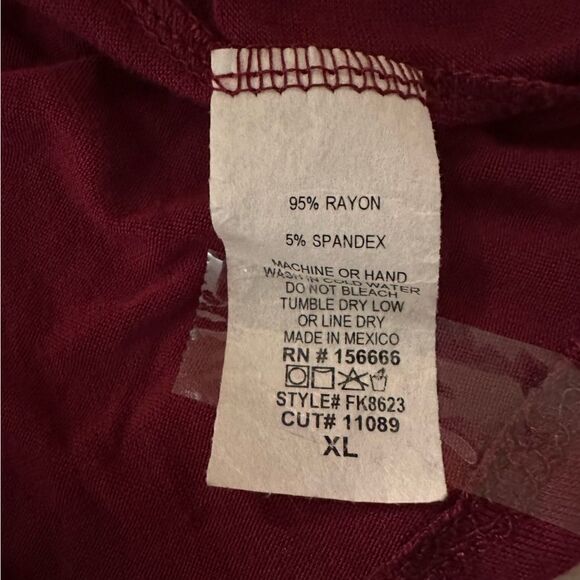 95% RAYON
5% SPANDEX
MACHINE OR HAND
WASH IN COLD WATER
DO NOT BLEACH
TUMBLE DRY LOW
OR LINE DRY
MADE IN MEXICO
RN # 156666
STYLE# FK8623
CUT# 11089
XL